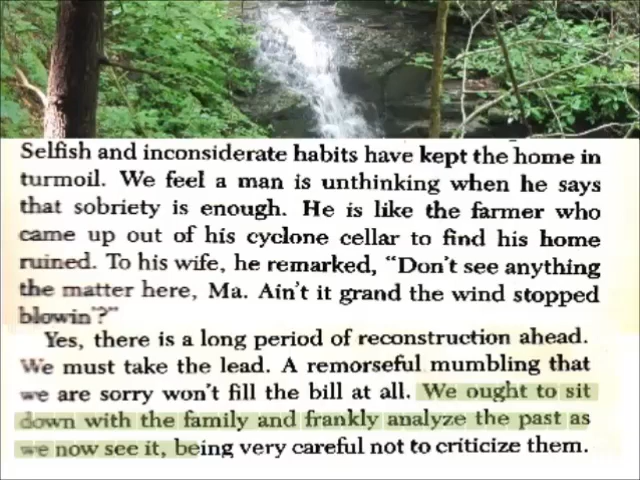 Selfish and inconsiderate habits have kept the home in
turmoil. We feel a man is unthinking when he says
that sobriety is enough. He is like the farmer who
came up out of his cyclone cellar to find his home
ruined. To his wife, he remarked, "Don't see anything
the matter here, Ma. Ain't it grand the wind stopped
blowin'?"
Yes, there is a long period of reconstruction ahead.
We must take the lead. A remorseful mumbling that
we are sorry won't fill the bill at all. We ought to sit
down with the family and frankly analyze the past as
we now see it, being very careful not to criticize them.